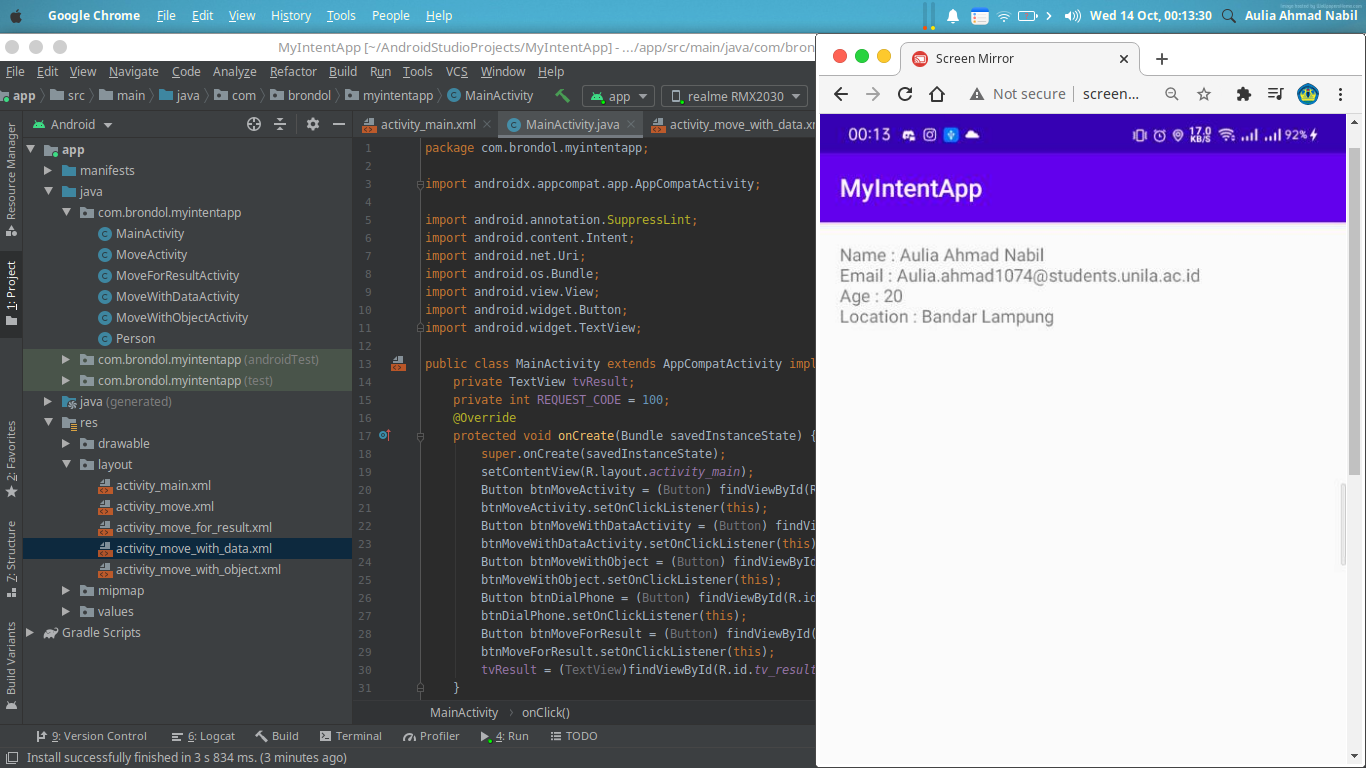 Google Chrome File Edit View History Tools People Help Wed 14 Oct, 00:13:30 Aulia Ahmad Nabil
MyIntentApp [~/AndroidStudioProjects/MyIntentApp] - .../app/src/main/java/com/bron
File Edit View Navigate Code Analyze Refactor Build Run Tools VCS Window Help
app src main java com brondol myintentapp MainActivity app realme RMX2030
Android
activity_main.xml MainActivity.java activity_move_with_data.x
Resource Manager
1: Project
2: Favorites
7: Structure
Build Variants
app
manifests
java
com.brondol.myintentapp
MainActivity
MoveActivity
MoveForResultActivity
MoveWithDataActivity
MoveWithObjectActivity
Person
com.brondol.myintentapp (androidTest)
com.brondol.myintentapp (test)
java (generated)
res
drawable
layout
activity_main.xml
activity_move.xml
activity_move_for_result.xml
activity_move_with_data.xml
activity_move_with_object.xml
mipmap
values
Gradle Scripts
1 package com.brondol.myintentapp;
2
3 import androidx.appcompat.app.AppCompatActivity;
4
5 import android.annotation.SuppressLint;
6 import android.content.Intent;
7 import android.net.Uri;
8 import android.os.Bundle;
9 import android.view.View;
10 import android.widget.Button;
11 import android.widget.TextView;
12
13 public class MainActivity extends AppCompatActivity impl
14 private TextView tvResult;
15 private int REQUEST_CODE = 100;
16 @Override
17 protected void onCreate(Bundle savedInstanceState) {
18 super.onCreate(savedInstanceState);
19 setContentView(R.layout.activity_main);
20 Button btnMoveActivity = (Button) findViewById(R
21 btnMoveActivity.setOnClickListener(this);
22 Button btnMoveWithDataActivity = (Button) findVi
23 btnMoveWithDataActivity.setOnClickListener(this)
24 Button btnMoveWithObject = (Button) findViewById
25 btnMoveWithObject.setOnClickListener(this);
26 Button btnDialPhone = (Button) findViewById(R.id
27 btnDialPhone.setOnClickListener(this);
28 Button btnMoveForResult = (Button) findViewById(
29 btnMoveForResult.setOnClickListener(this);
30 tvResult = (TextView)findViewById(R.id.tv_result
31 }
MainActivity onClick()
9: Version Control 6: Logcat Build Terminal Profiler 4: Run TODO
Install successfully finished in 3 s 834 ms. (3 minutes ago)
Screen Mirror
Not secure screen...
00:13 17.0 KB/S 92%
MyIntentApp
Name : Aulia Ahmad Nabil
Email : Aulia.ahmad1074@students.unila.ac.id
Age : 20
Location : Bandar Lampung